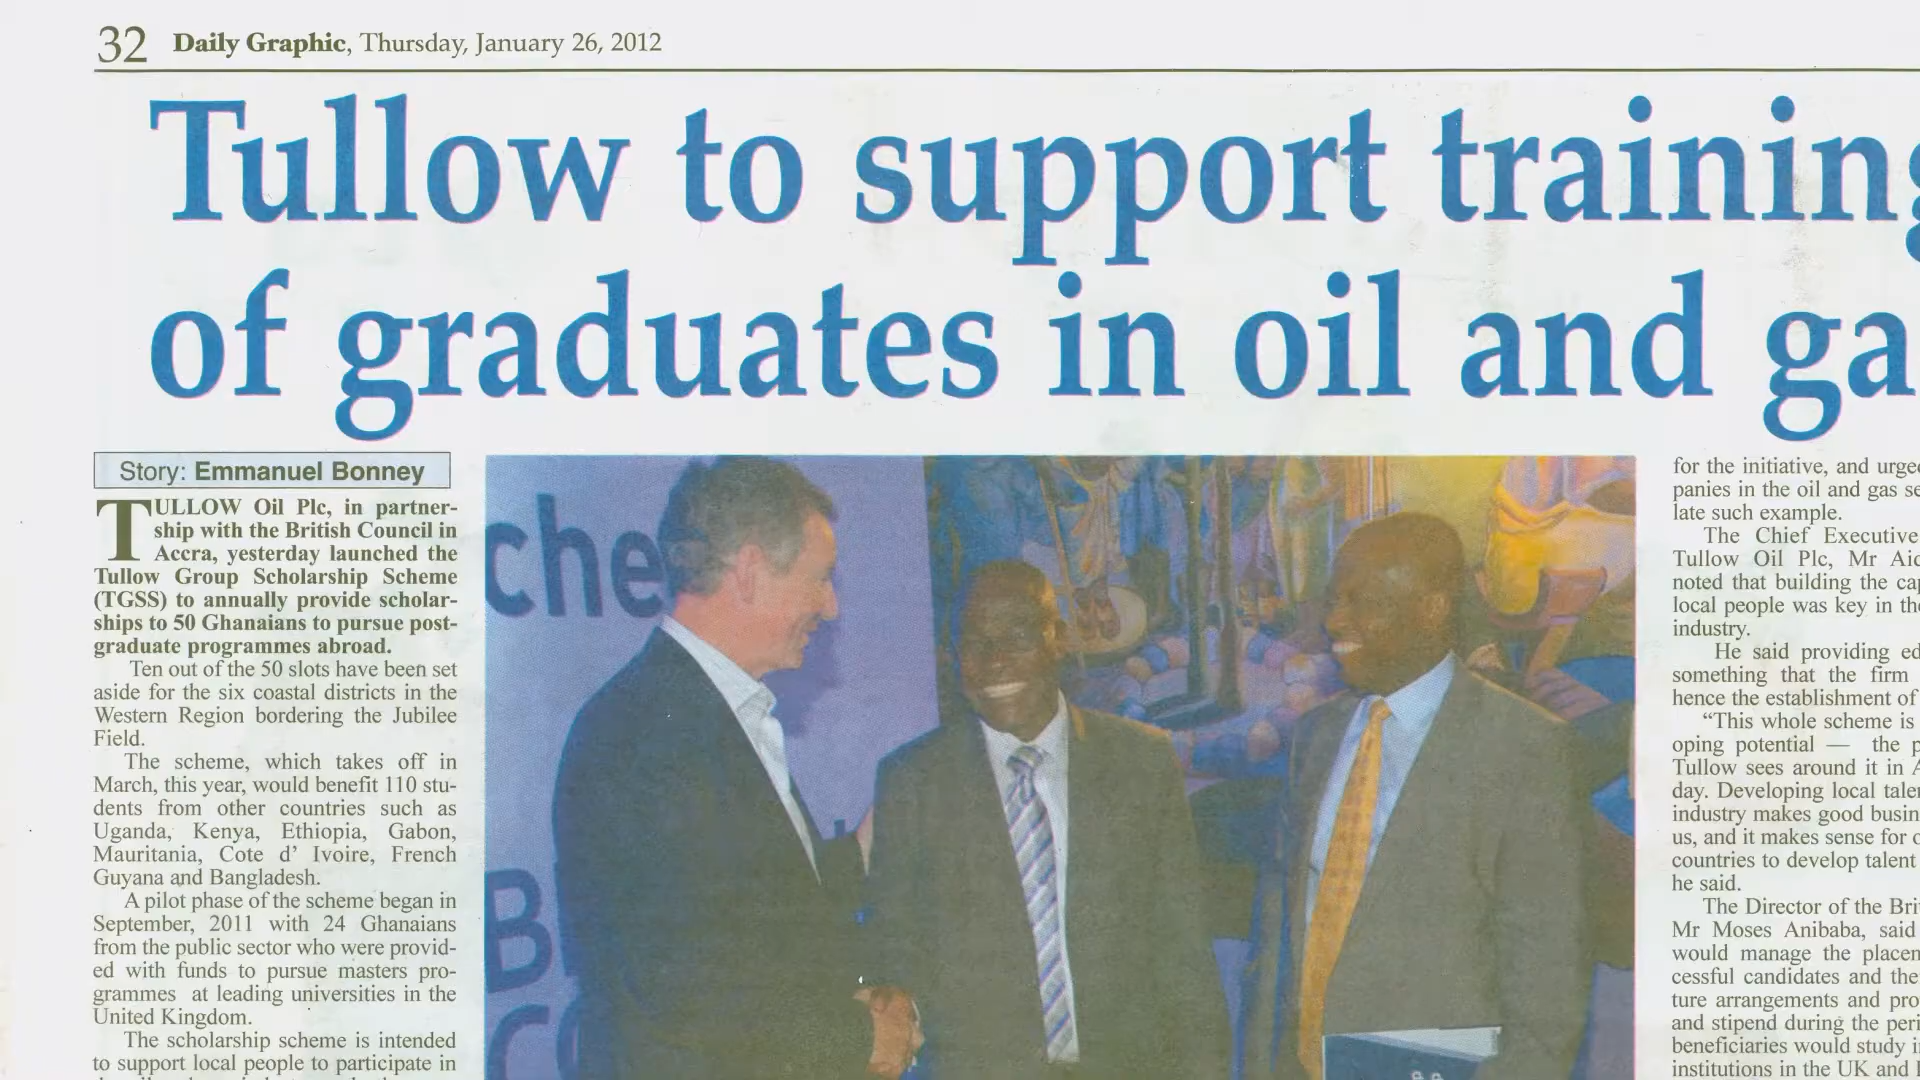 32 Daily Graphic, Thursday, January 26, 2012
Tullow to support training
of graduates in oil and ga
Story: Emmanuel Bonney
TULLOW Oil Plc, in partner-
ship with the British Council in
Accra, yesterday launched the
Tullow Group Scholarship Scheme
(TGSS) to annually provide scholar-
ships to 50 Ghanaians to pursue post-
graduate programmes abroad.
Ten out of the 50 slots have been set
aside for the six coastal districts in the
Western Region bordering the Jubilee
Field.
The scheme, which takes off in
March, this year, would benefit 110 stu-
dents from other countries such as
Uganda, Kenya, Ethiopia, Gabon,
Mauritania, Cote d' Ivoire, French
Guyana and Bangladesh.
A pilot phase of the scheme began in
September, 2011 with 24 Ghanaians
from the public sector who were provid-
ed with funds to pursue masters pro-
grammes at leading universities in the
United Kingdom.
The scholarship scheme is intended
to support local people to participate in
che
B
for the initiative, and urge
panies in the oil and gas se
late such example.
The Chief Executive
Tullow Oil Plc, Mr Aid
noted that building the cap
local people was key in the
industry.
He said providing ed
something that the firm
hence the establishment of
“This whole scheme is
oping potential — the p
Tullow sees around it in A
day. Developing local talen
industry makes good busin
us, and it makes sense for o
countries to develop talent
he said.
The Director of the Brit
Mr Moses Anibaba, said
would manage the placem
cessful candidates and the
ture arrangements and pro
and stipend during the peri
beneficiaries would study i
institutions in the UK and